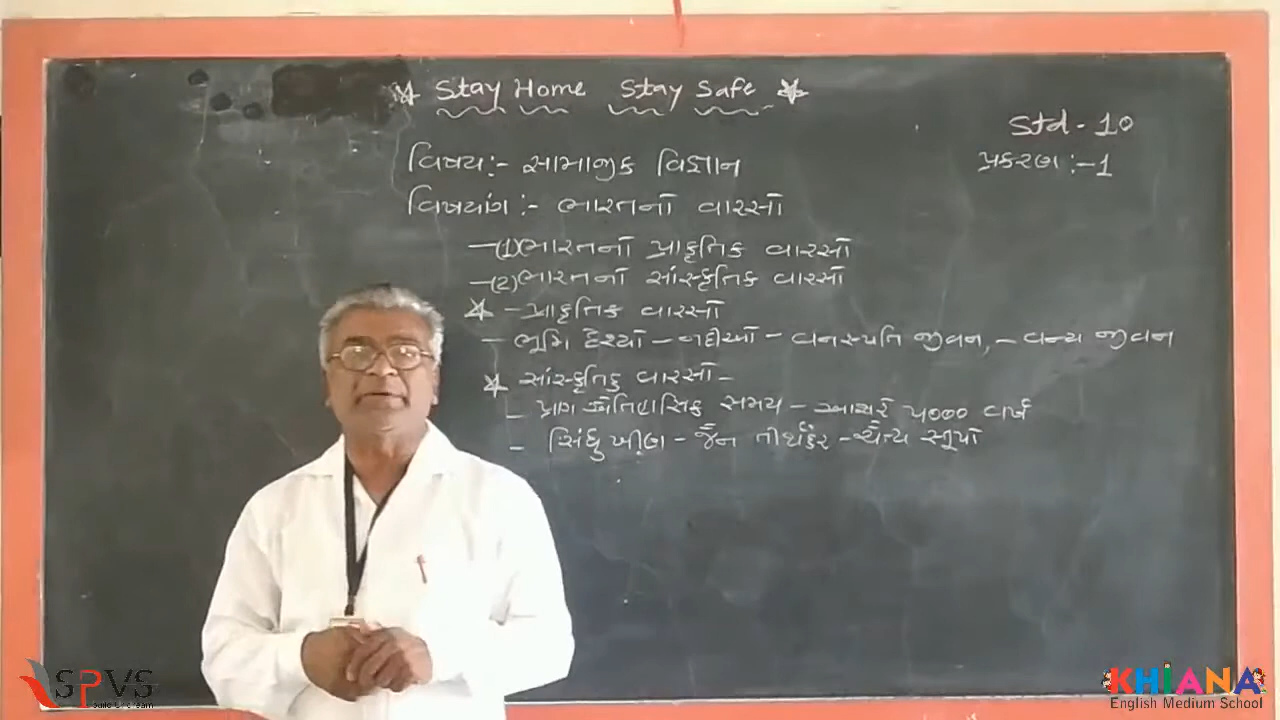 Stay Home Stay Safe
Std - 10
પ્રકરણ :- 1
વિષય :- સામાજીક વિજ્ઞાન
વિષયાંગ :- ભારતનો વારસો
– (1) ભારતનો પ્રાકૃતિક વારસો
– (2) ભારતનો સાંસ્કૃતિક વારસો
– પ્રાકૃતિક વારસો
– ભૂમિ દૃશ્યો – નદીઓ – વનસ્પતિ જીવન, – વન્ય જીવન
સાંસ્કૃતિક વારસો –
– પ્રાગ ઐતિહાસિક સમય – આશરે ૫૦૦૦ વર્ષ
– સિંધુ ખીણ – જૈન તીર્થંકર – ચૈત્ય સ્તૂપો
SPVS
KHIANA
English Medium School